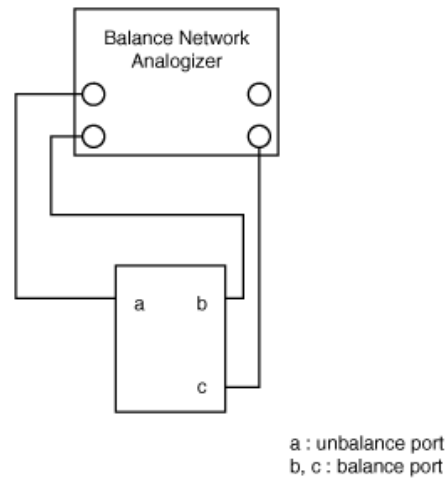 Balance Network
Analogizer
a
b
c
a : unbalance port
b, c : balance port